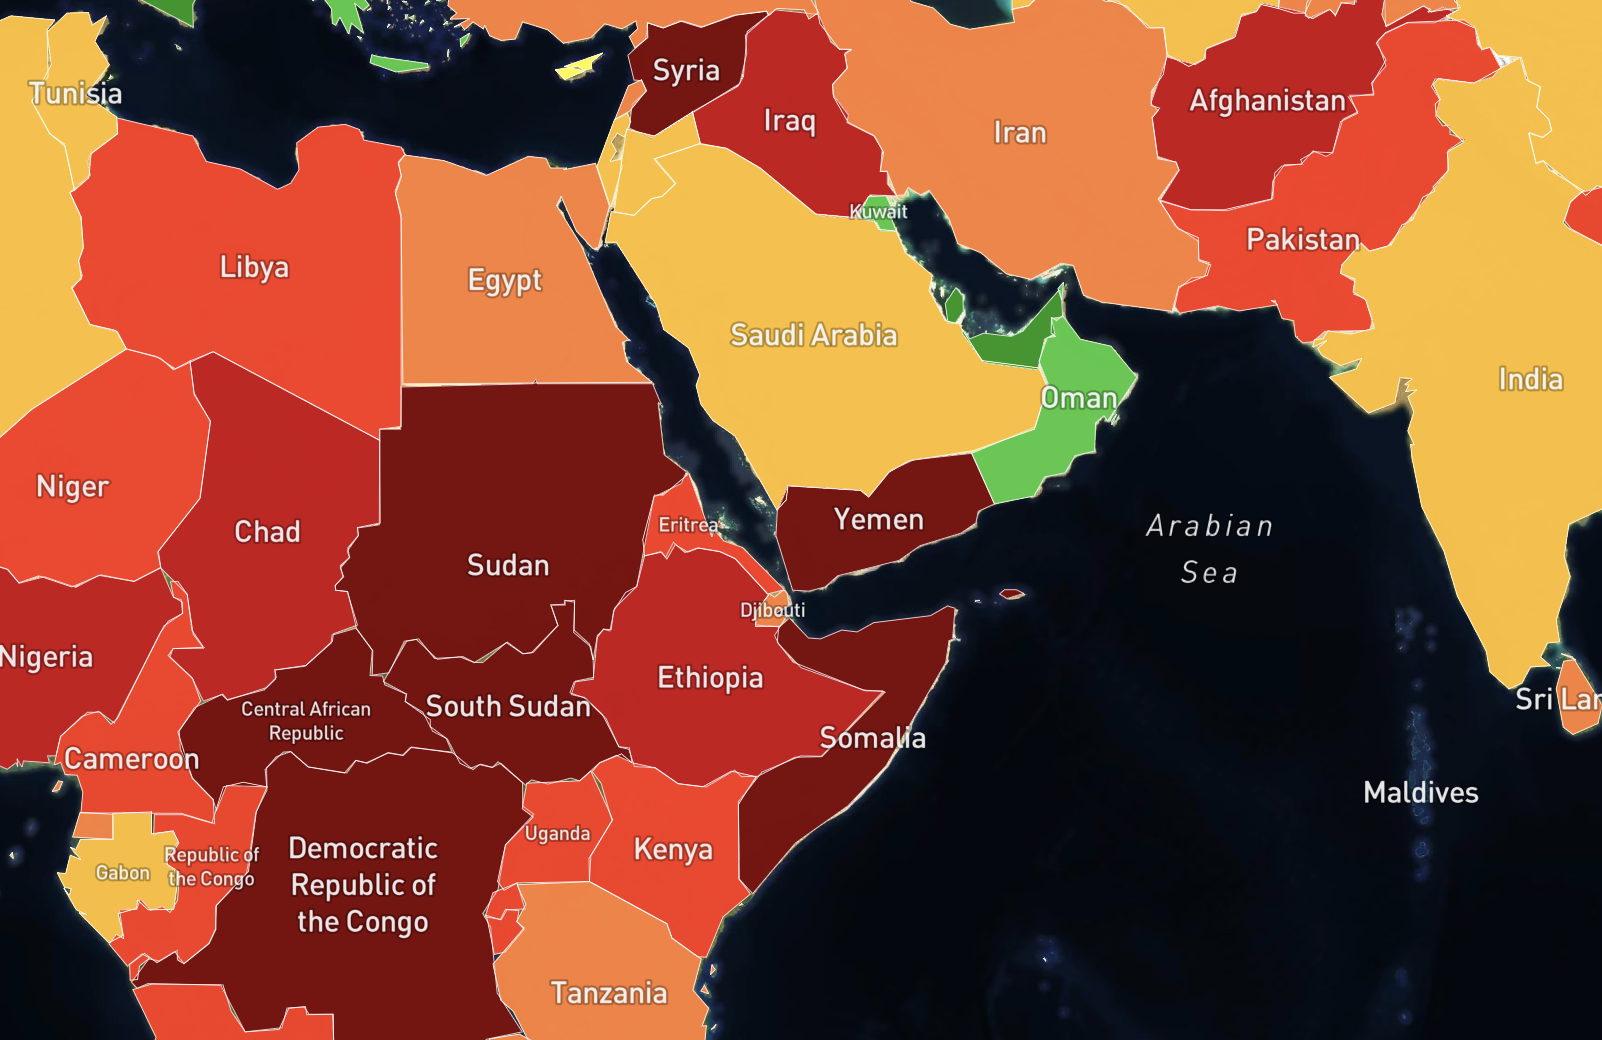 Tunisia
Syria
Iraq
Iran
Afghanistan
Kuwait
Pakistan
Libya
Egypt
Saudi Arabia
India
Oman
Niger
Chad
Sudan
Eritrea
Yemen
Arabian
Sea
Djibouti
Nigeria
Ethiopia
Central African
Republic
South Sudan
Somalia
Sri Lan
Cameroon
Maldives
Uganda
Kenya
Gabon
Republic of
the Congo
Democratic
Republic of
the Congo
Tanzania